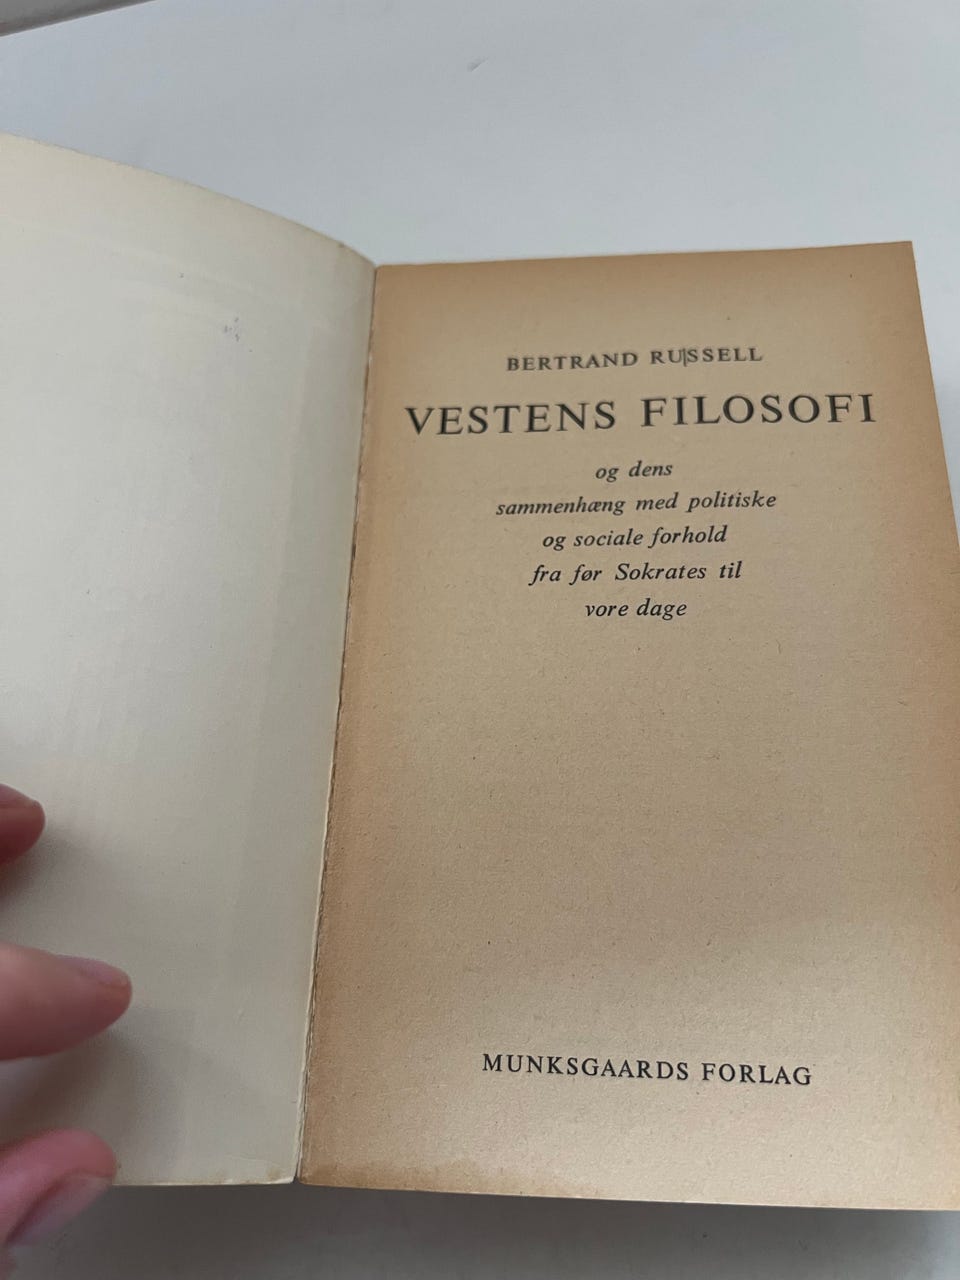 BERTRAND RUSSELL
VESTENS FILOSOFI
og dens
sammenhæng med politiske
og sociale forhold
fra før Sokrates til
vore dage
MUNKSGAARDS FORLAG